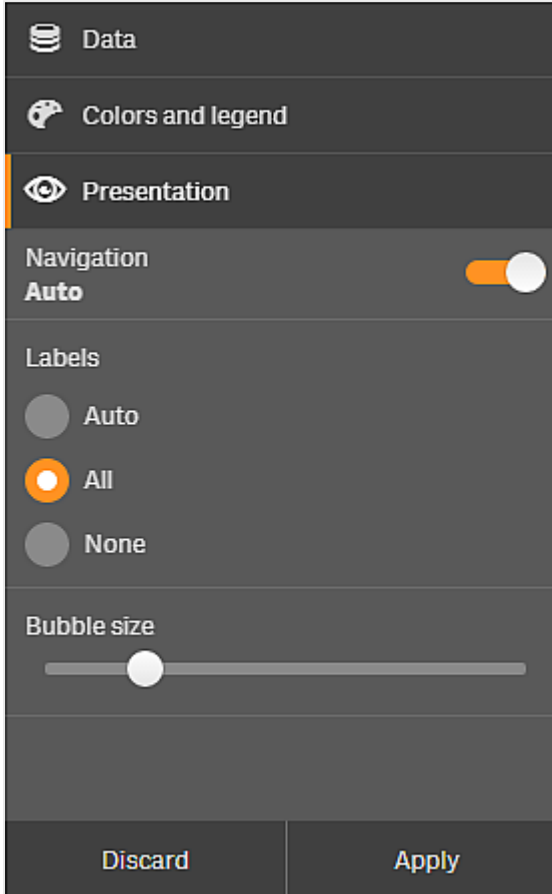 Data
Colors and legend
Presentation
Navigation
Auto
Labels
Auto
All
None
Bubble size
Discard
Apply